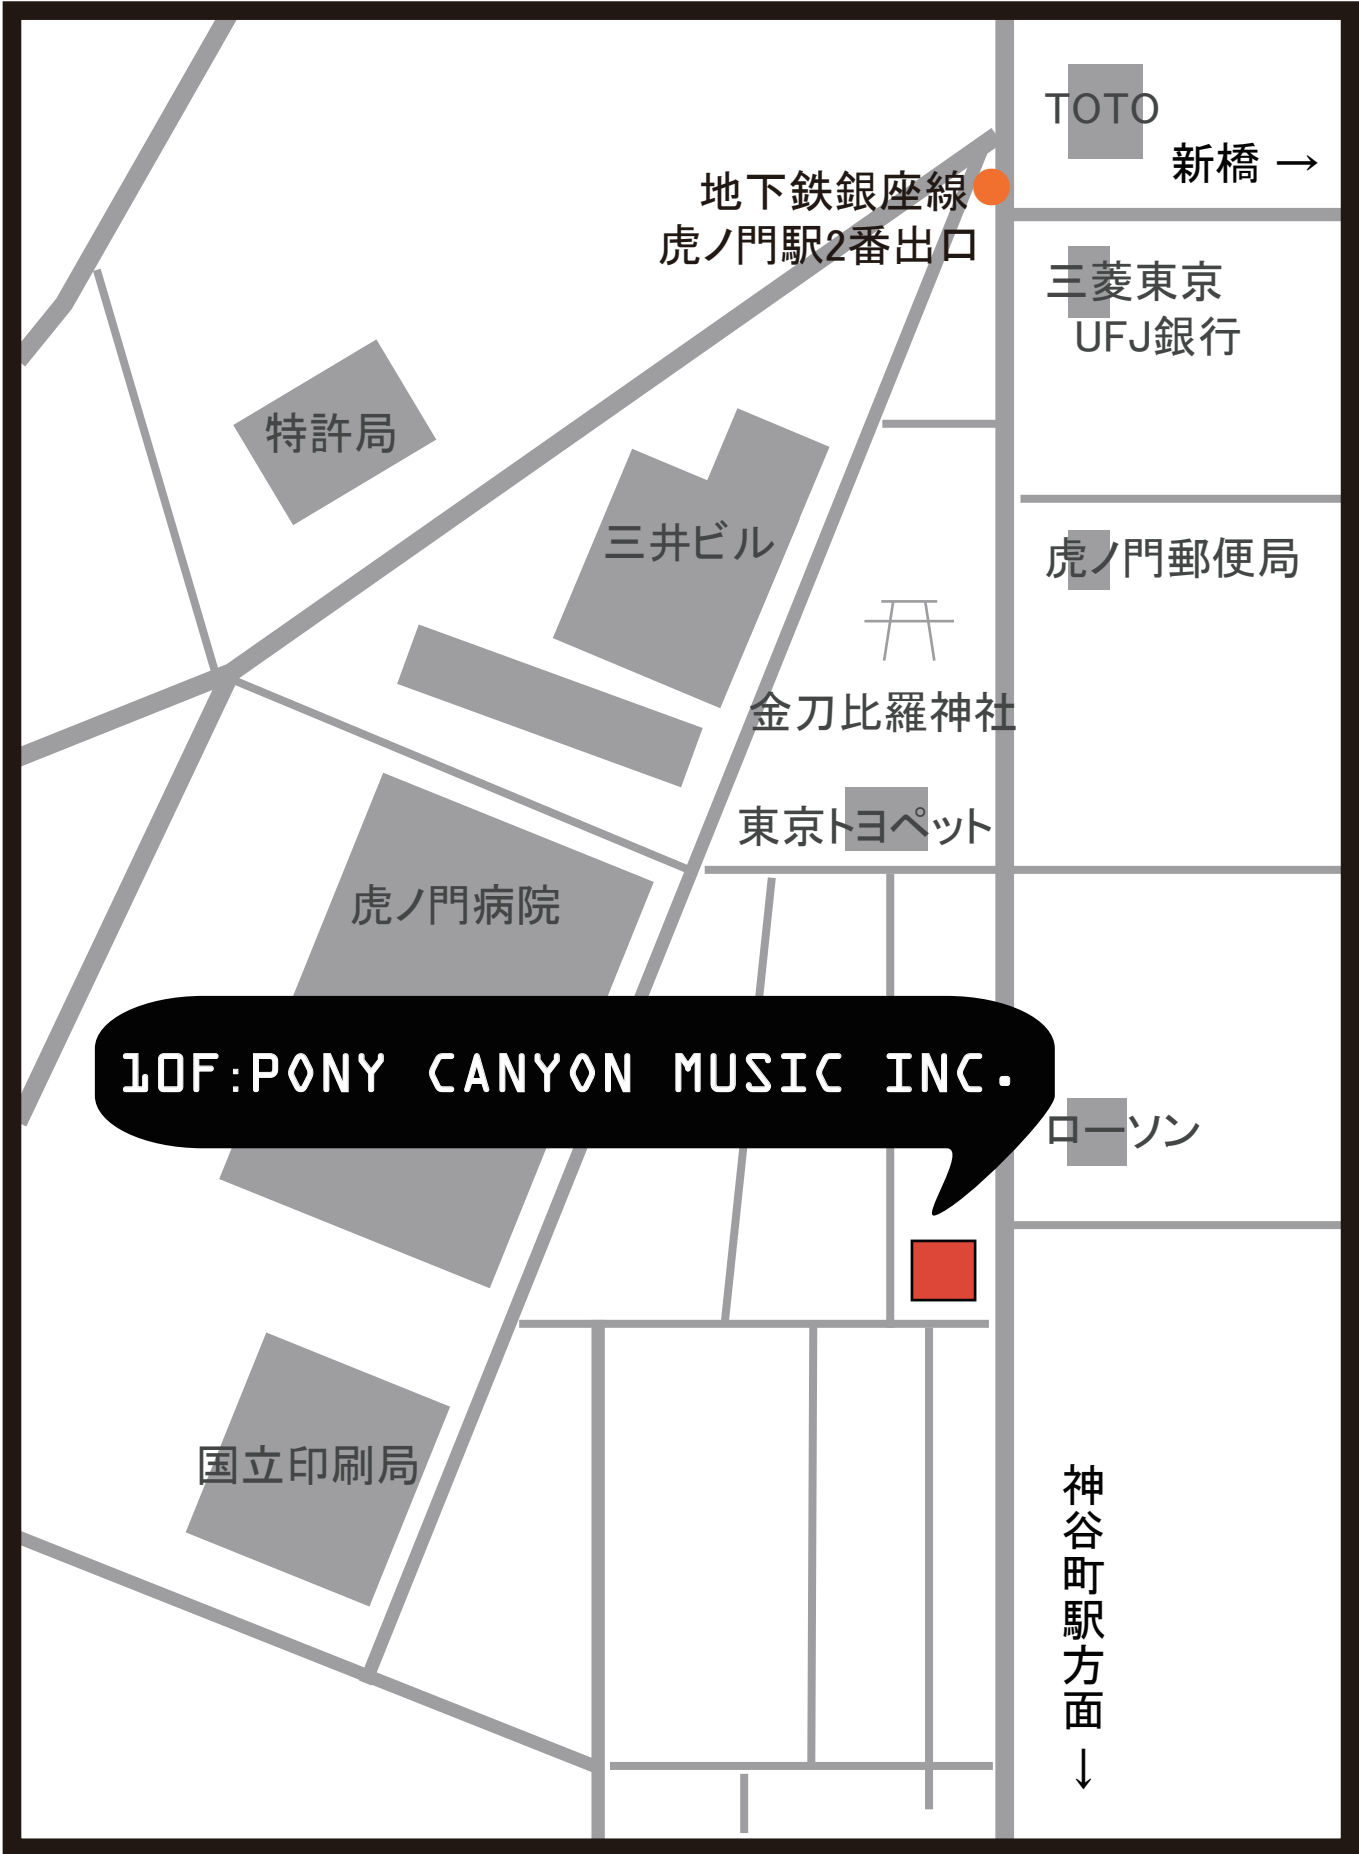 TOTO
新橋 →
地下鉄銀座線
虎ノ門駅2番出口
三菱東京
UFJ銀行
特許局
三井ビル
虎ノ門郵便局
金刀比羅神社
東京トヨペット
虎ノ門病院
10F:PONY CANYON MUSIC INC.
ローソン
国立印刷局
神谷町駅方面↓